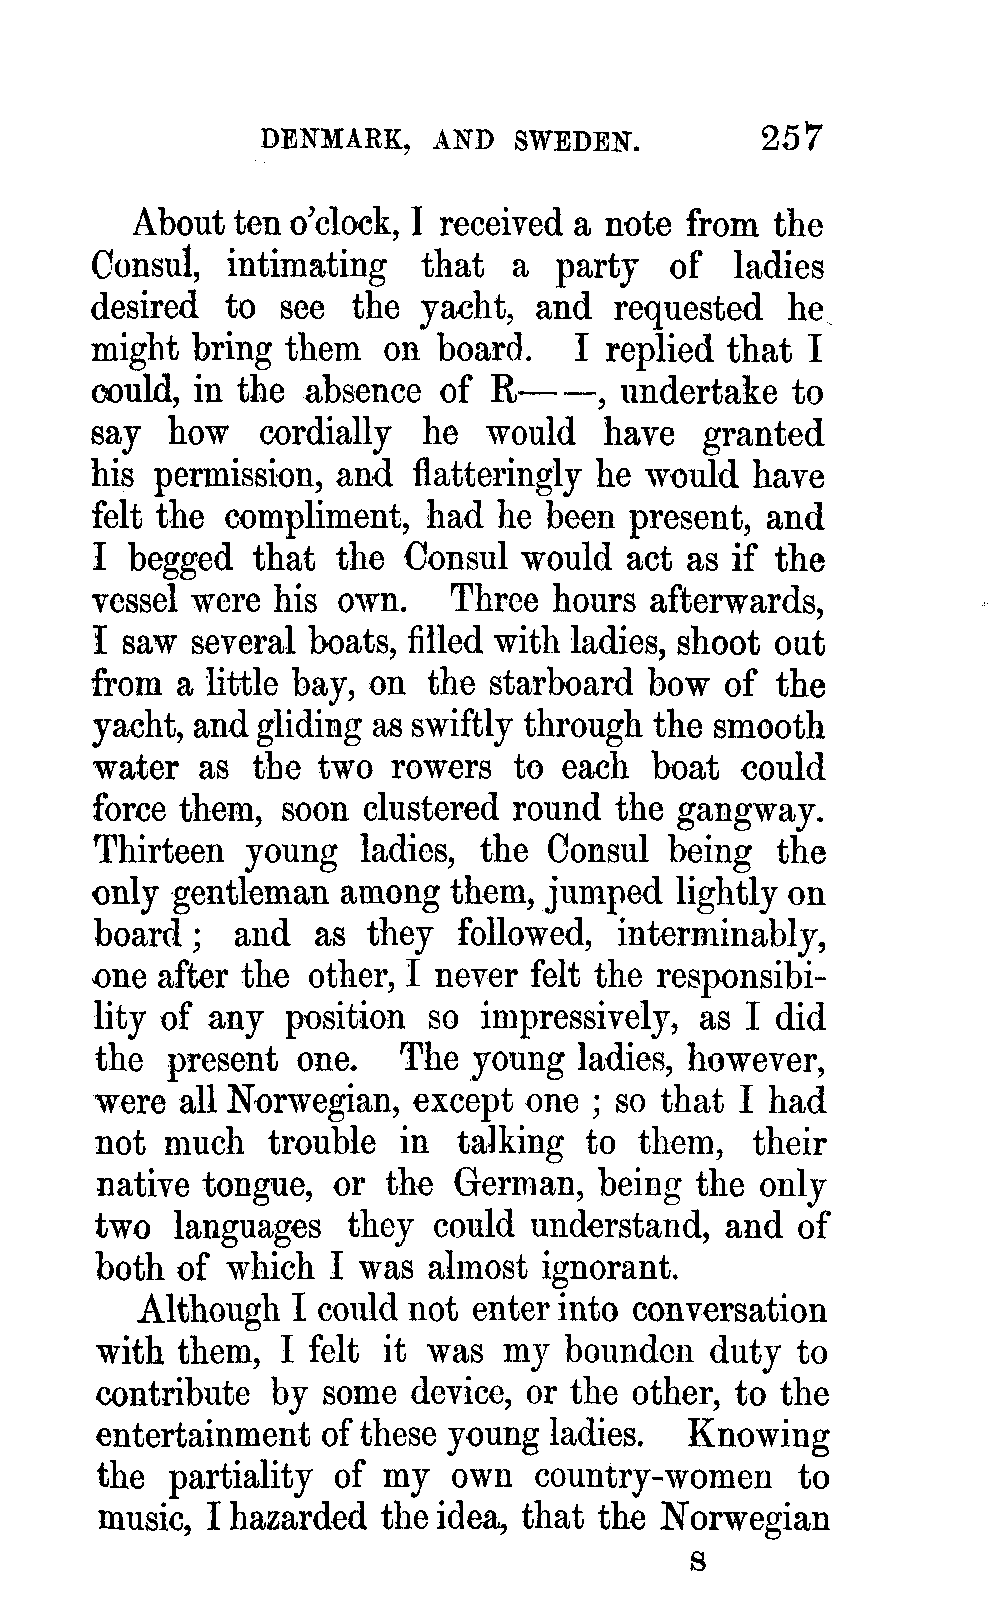 DENMARK, AND SWEDEN. 257
About ten o'clock, I received a note from the
Consul, intimating that a party of ladies
desired to see the yacht, and requested he
might bring them on board. I replied that I
could, in the absence of R— —, undertake to
say how cordially he would have granted
his permission, and flatteringly he would have
felt the compliment, had he been present, and
I begged that the Consul would act as if the
vessel were his own. Three hours afterwards,
I saw several boats, filled with ladies, shoot out
from a little bay, on the starboard bow of the
yacht, and gliding as swiftly through the smooth
water as the two rowers to each boat could
force them, soon clustered round the gangway.
Thirteen young ladies, the Consul being the
only gentleman among them, jumped lightly on
board; and as they followed, interminably,
one after the other, I never felt the responsibi-
lity of any position so impressively, as I did
the present one. The young ladies, however,
were all Norwegian, except one; so that I had
not much trouble in talking to them, their
native tongue, or the German, being the only
two languages they could understand, and of
both of which I was almost ignorant.
Although I could not enter into conversation
with them, I felt it was my bounden duty to
contribute by some device, or the other, to the
entertainment of these young ladies. Knowing
the partiality of my own country-women to
music, I hazarded the idea, that the Norwegian
S